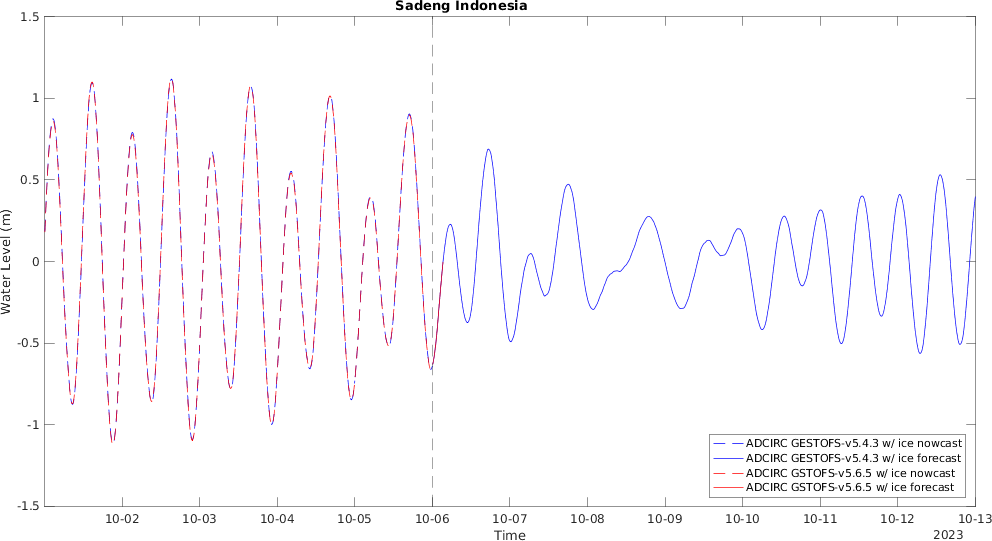 Sadeng Indonesia
1.5
1
0.5
0
-0.5
-1
-1.5
Water Level (m)
10-02 10-03 10-04 10-05 10-06 10-07 10-08 10-09 10-10 10-11 10-12 10-13
Time
2023
ADCIRC GESTOFS-v5.4.3 w/ ice nowcast
ADCIRC GESTOFS-v5.4.3 w/ ice forecast
ADCIRC GSTOFS-v5.6.5 w/ ice nowcast
ADCIRC GSTOFS-v5.6.5 w/ ice forecast